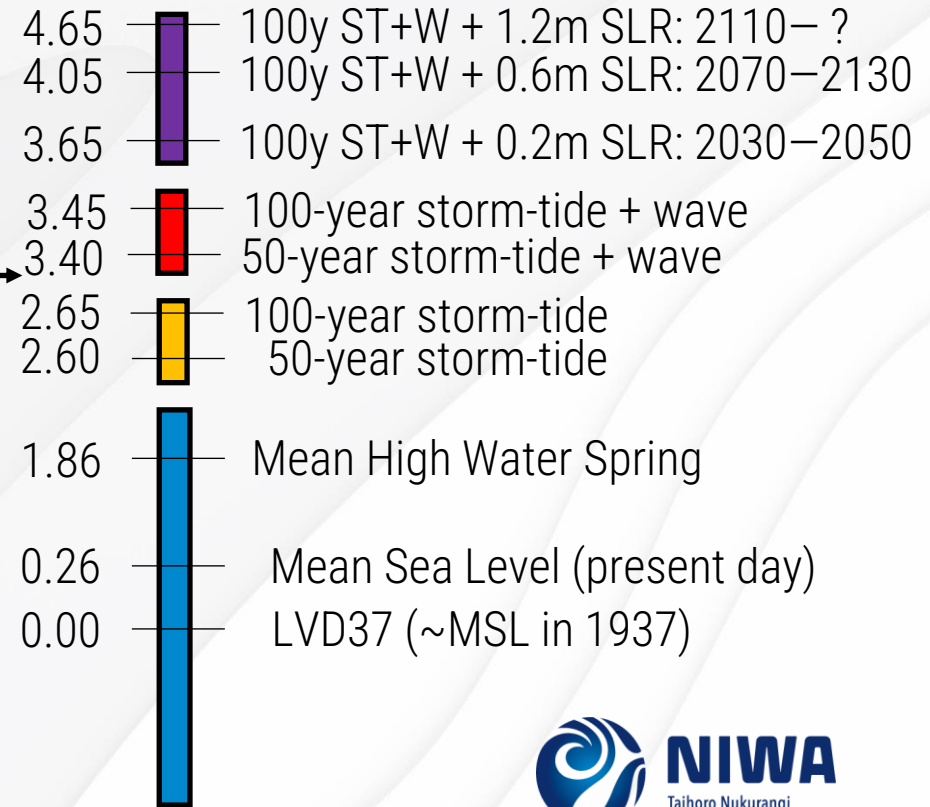 4.65 100y ST+W + 1.2m SLR: 2110– ?
4.05 100y ST+W + 0.6m SLR: 2070–2130
3.65 100y ST+W + 0.2m SLR: 2030–2050
3.45 100-year storm-tide + wave
3.40 50-year storm-tide + wave
2.65 100-year storm-tide
2.60 50-year storm-tide
1.86 Mean High Water Spring
0.26 Mean Sea Level (present day)
0.00 LVD37 (~MSL in 1937)
NIWA
Taihoro Nukurangi